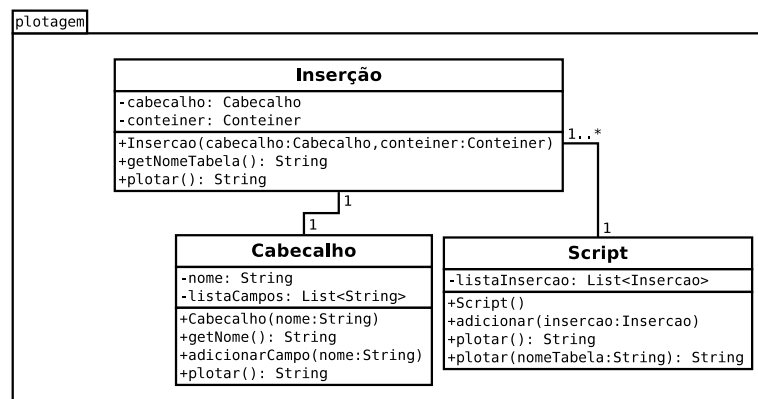 plotagem
Inserção
-cabecalho: Cabecalho
-conteiner: Conteiner
+Insercao(cabecalho:Cabecalho,conteiner:Conteiner)
+getNomeTabela(): String
+plotar(): String
1..*
1
1
1
Cabecalho
-nome: String
-listaCampos: List<String>
+Cabecalho(nome:String)
+getNome(): String
+adicionarCampo(nome:String)
+plotar(): String
Script
-listaInsercao: List<Insercao>
+Script()
+adicionar(insercao:Insercao)
+plotar(): String
+plotar(nomeTabela:String): String